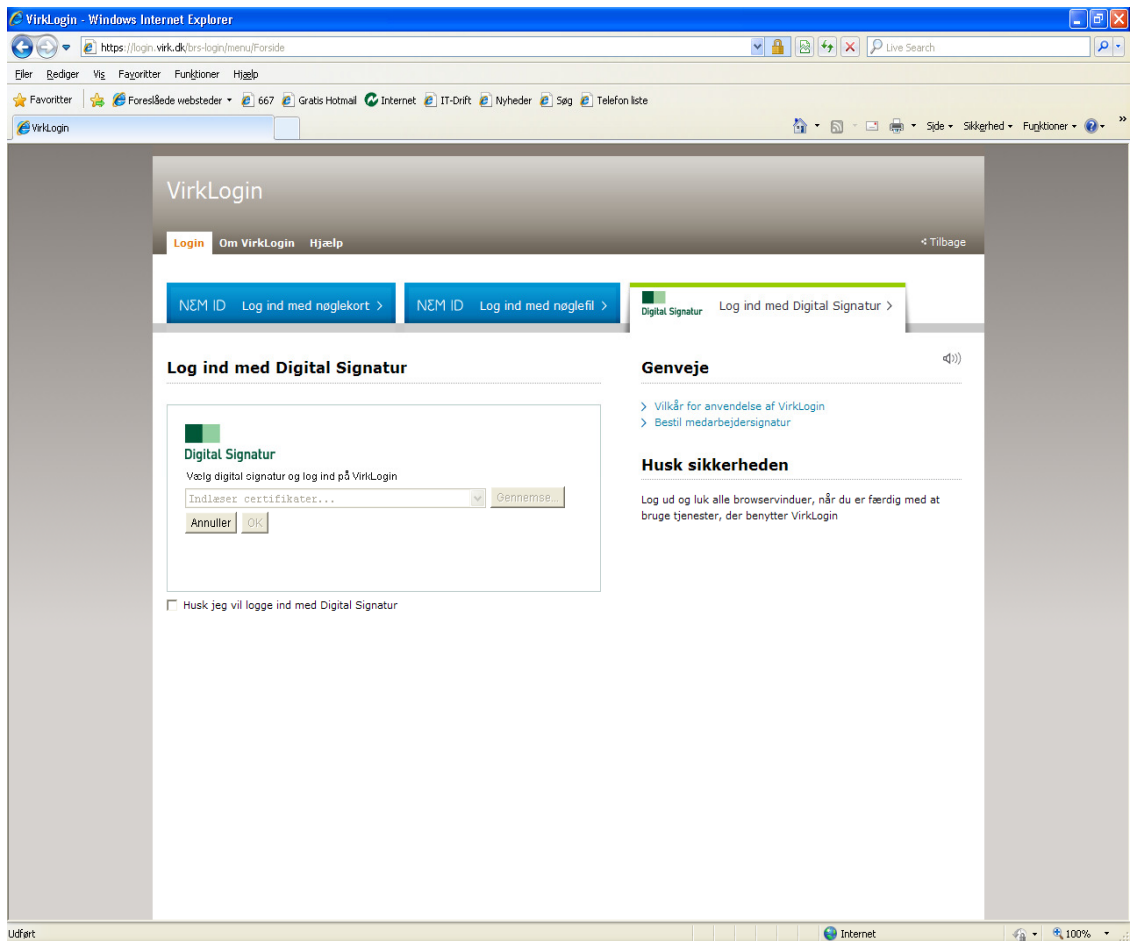 VirkLogin - Windows Internet Explorer
https://login.virk.dk/brs-login/menu/Forside
Live Search
Filer Rediger Vis Favoritter Funktioner Hjælp
Favoritter Foreslåede websteder 667 Gratis Hotmail Internet IT-Drift Nyheder Søg Telefon liste
VirkLogin
Side Sikkerhed Funktioner »
VirkLogin
Login Om VirkLogin Hjælp
Tilbage
NEM ID Log ind med nøglekort >
NEM ID Log ind med nøglefil >
Digital Signatur Log ind med Digital Signatur >
Log ind med Digital Signatur
Digital Signatur
Vælg digital signatur og log ind på VirkLogin
Indlæser certifikater...
Gennemse...
Annuller OK
Husk jeg vil logge ind med Digital Signatur
Genveje
> Vilkår for anvendelse af VirkLogin
> Bestil medarbejdersignatur
Husk sikkerheden
Log ud og luk alle browservinduer, når du er færdig med at
bruge tjenester, der benytter VirkLogin
Udført
Internet
100%